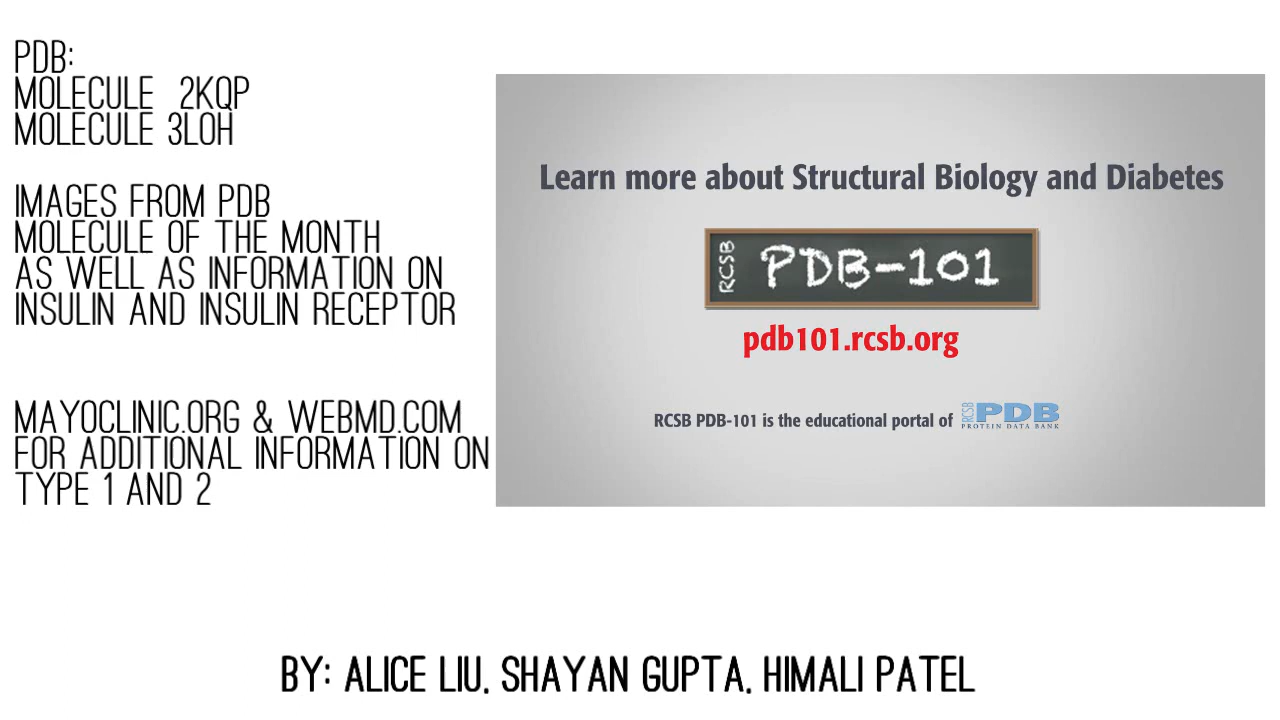 PDB:
MOLECULE 2KQP
MOLECULE 3LOH
IMAGES FROM PDB
MOLECULE OF THE MONTH
AS WELL AS INFORMATION ON
INSULIN AND INSULIN RECEPTOR
MAYOCLINIC.ORG & WEBMD.COM
FOR ADDITIONAL INFORMATION ON
TYPE 1 AND 2
Learn more about Structural Biology and Diabetes
RCSB PDB-101
pdb101.rcsb.org
RCSB PDB-101 is the educational portal of RCSB PDB
PROTEIN DATA BANK
BY: ALICE LIU, SHAYAN GUPTA, HIMALI PATEL